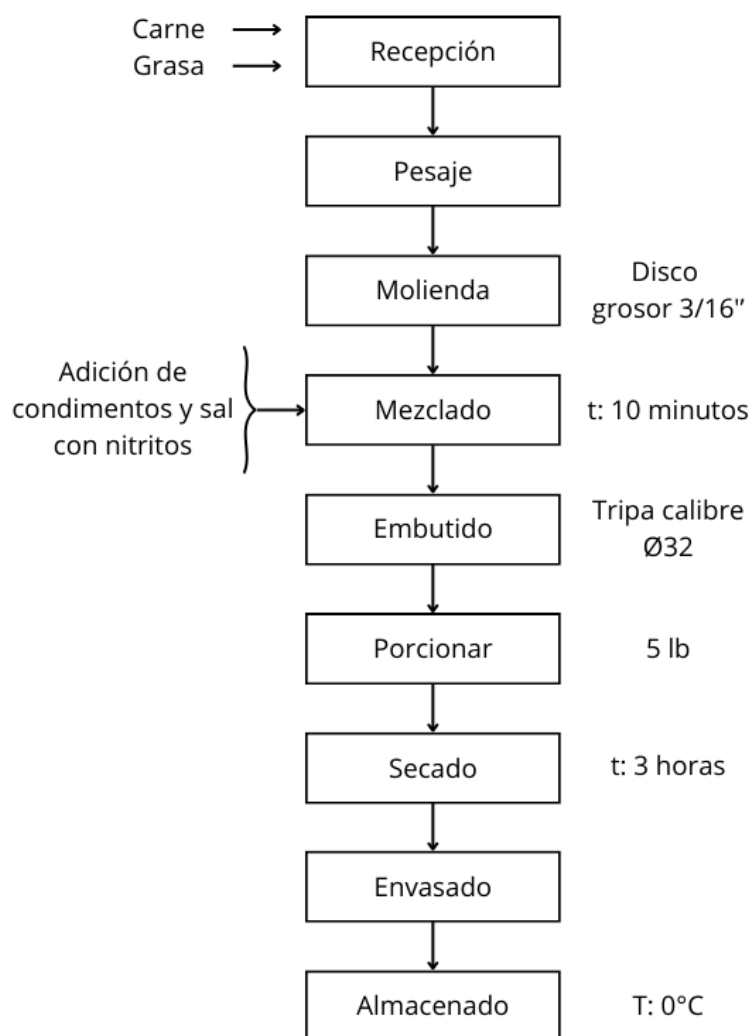 Carne
Grasa
Recepción
Pesaje
Molienda
Disco
grosor 3/16"
Adición de
condimentos y sal
con nitritos
Mezclado
t: 10 minutos
Embutido
Tripa calibre
Ø32
Porcionar
5 lb
Secado
t: 3 horas
Envasado
Almacenado
T: 0°C